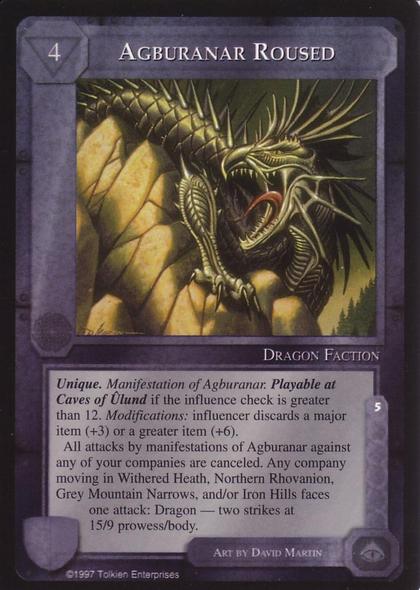 4
AGBURANAR ROUSED
DRAGON FACTION
Unique. Manifestation of Agburanar. Playable at
Caves of Ûlund if the influence check is greater
than 12. Modifications: influencer discards a major
item (+3) or a greater item (+6).
All attacks by manifestations of Agburanar against
any of your companies are canceled. Any company
moving in Withered Heath, Northern Rhovanion,
Grey Mountain Narrows, and/or Iron Hills faces
one attack: Dragon — two strikes at
15/9 prowess/body.
5
ART BY DAVID MARTIN
©1997 Tolkien Enterprises